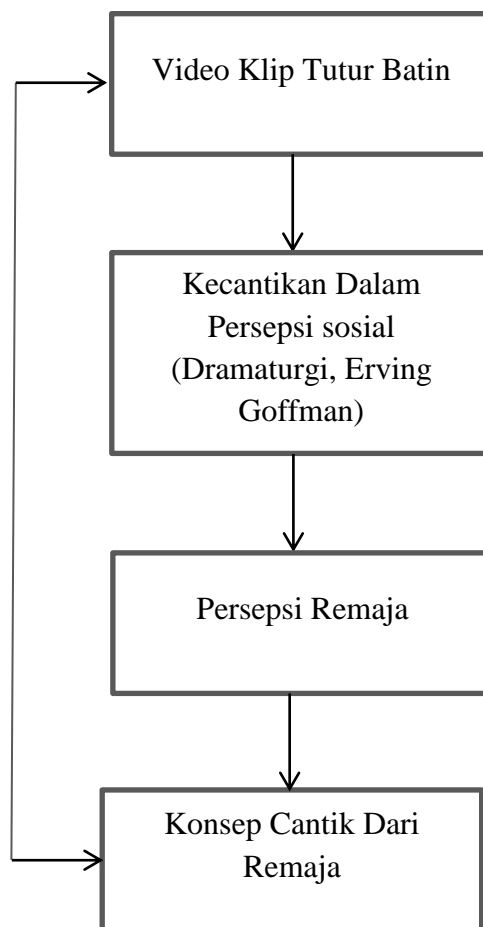 Video Klip Tutur Batin
Kecantikan Dalam
Persepsi sosial
(Dramaturgi, Erving
Goffman)
Persepsi Remaja
Konsep Cantik Dari
Remaja